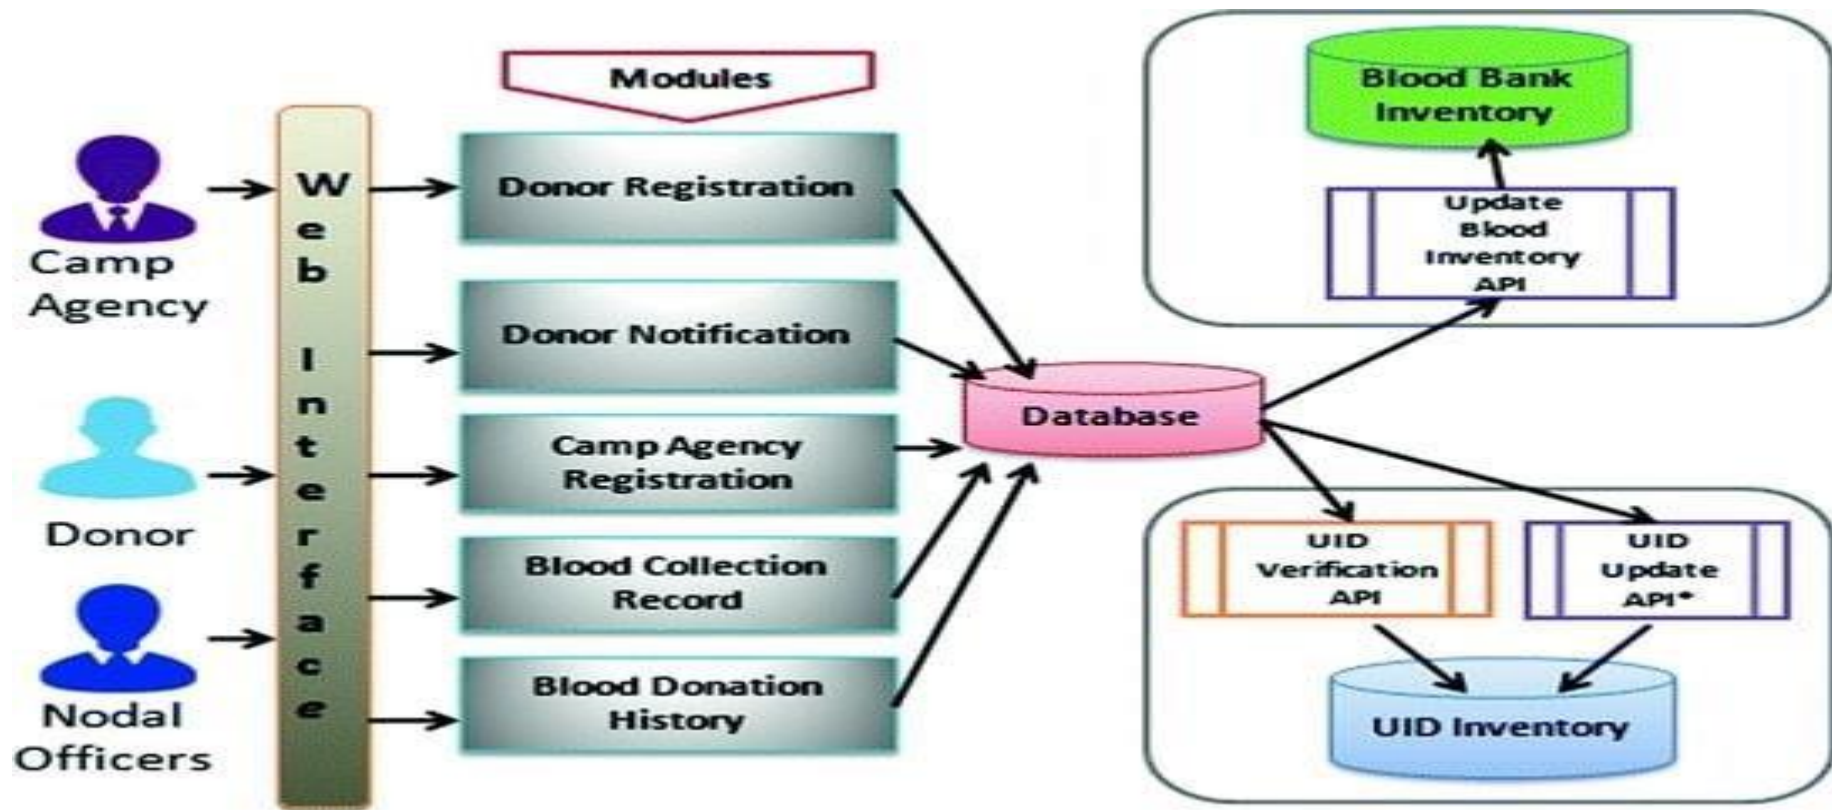 Modules
Camp
Agency
Donor
Nodal
Officers
Web Interface
Donor Registration
Donor Notification
Camp Agency
Registration
Blood Collection
Record
Blood Donation
History
Database
Blood Bank
Inventory
Update
Blood
Inventory
API
UID
Verification
API
UID
Update
API*
UID Inventory